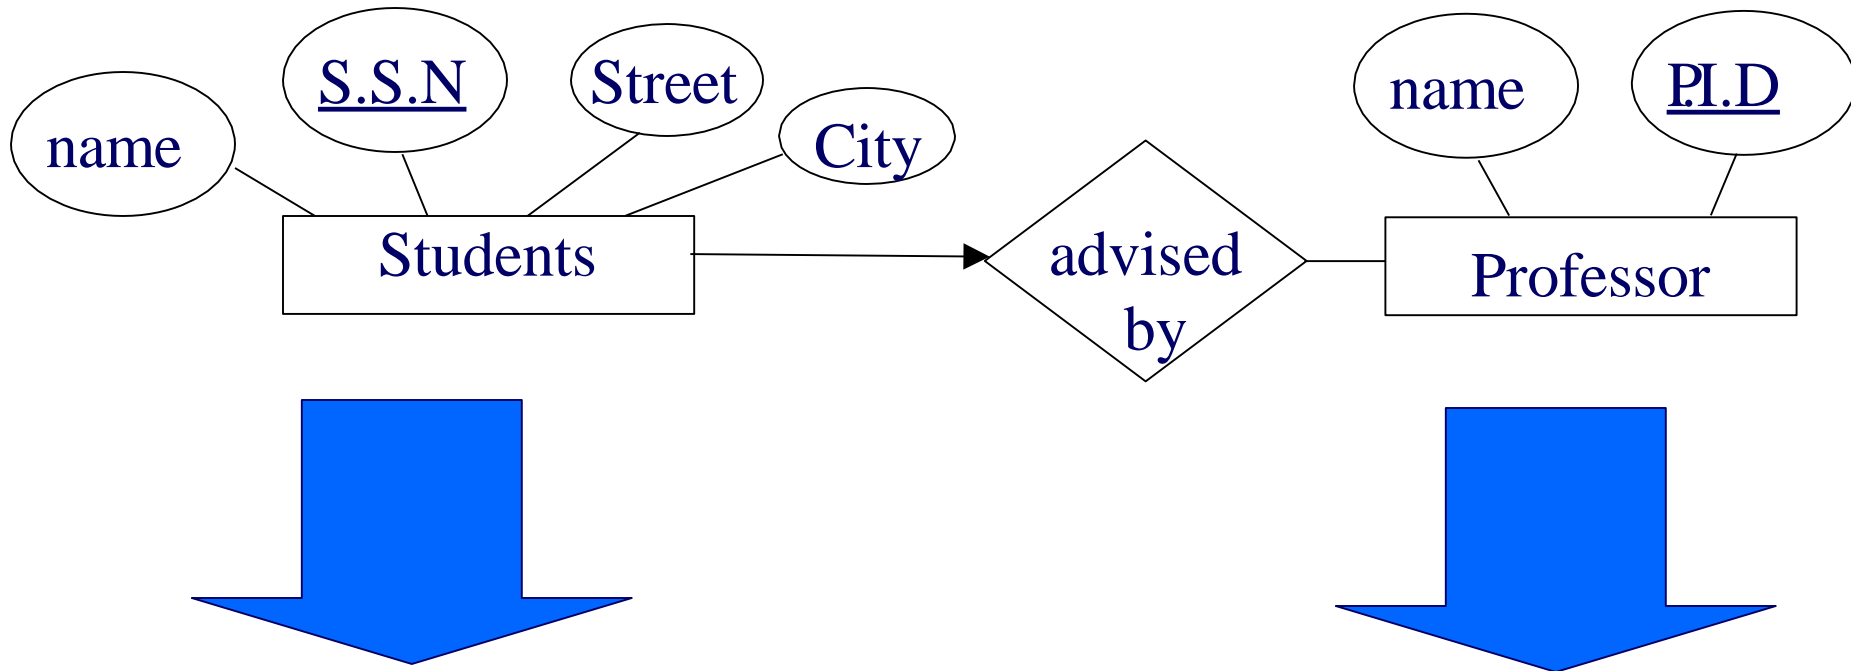 name
S.S.N
Street
City
name
P.I.D
Students
advised
by
Professor